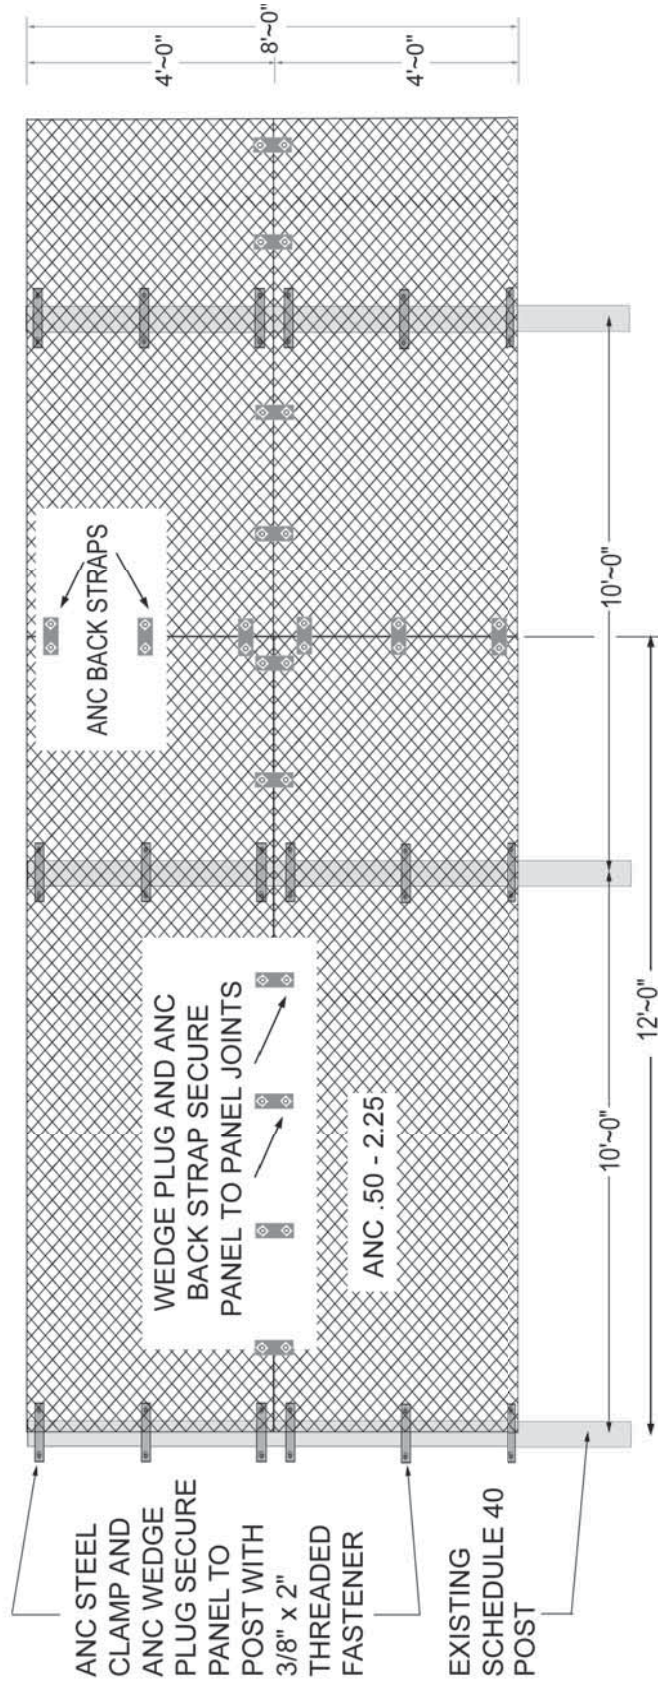 ANC STEEL
CLAMP AND
ANC WEDGE
PLUG SECURE
PANEL TO
POST WITH
3/8" x 2"
THREADED
FASTENER
EXISTING
SCHEDULE 40
POST
WEDGE PLUG AND ANC
BACK STRAP SECURE
PANEL TO PANEL JOINTS
ANC .50 - 2.25
ANC BACK STRAPS
4'~0"
8'~0"
4'~0"
10'~0"
10'~0"
12'~0"